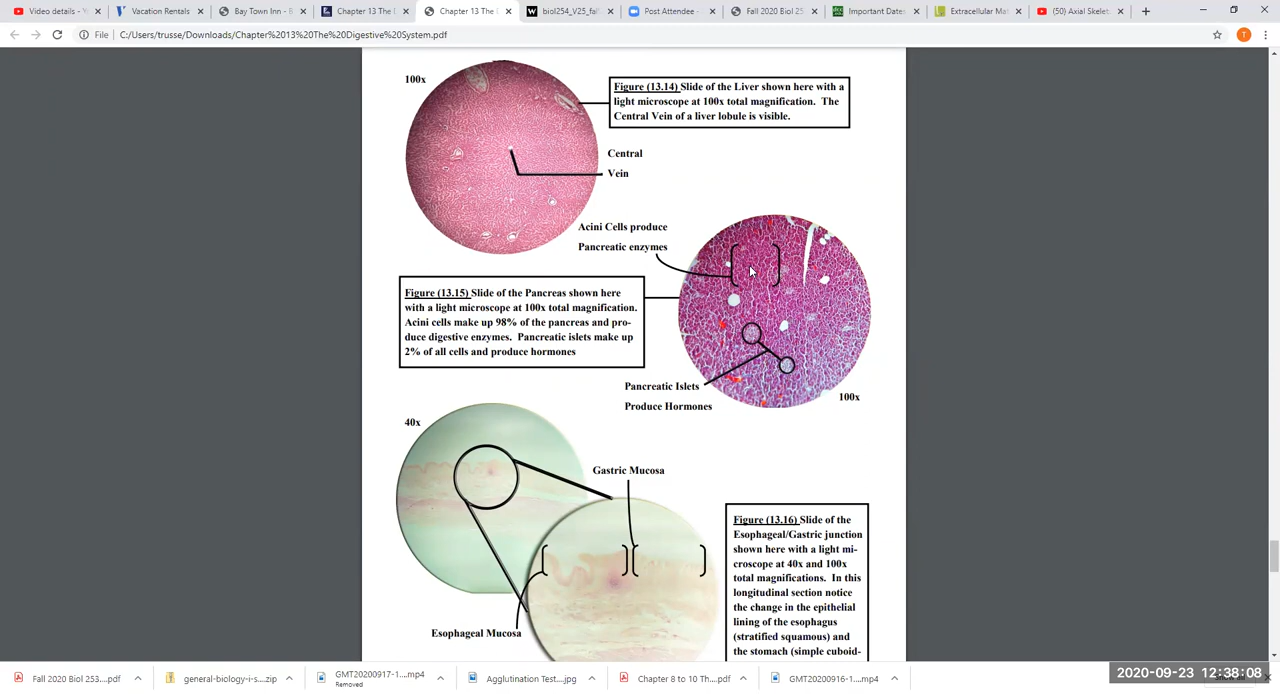 Video details - Yo
Vacation Rentals
Bay Town Inn - B
Chapter 13 The D
Chapter 13 The D
biol254_V25_fal
Post Attendee -
Fall 2020 Biol 25
Important Dates
Extracellular Mat
(50) Axial Skelet
File | C:/Users/trusse/Downloads/Chapter%2013%20The%20Digestive%20System.pdf
T
100x
Figure (13.14) Slide of the Liver shown here with a
light microscope at 100x total magnification. The
Central Vein of a liver lobule is visible.
Central
Vein
Acini Cells produce
Pancreatic enzymes
Figure (13.15) Slide of the Pancreas shown here
with a light microscope at 100x total magnification.
Acini cells make up 98% of the pancreas and pro-
duce digestive enzymes. Pancreatic islets make up
2% of all cells and produce hormones
Pancreatic Islets
Produce Hormones
100x
40x
Gastric Mucosa
Esophageal Mucosa
Figure (13.16) Slide of the
Esophageal/Gastric junction
shown here with a light mi-
croscope at 40x and 100x
total magnifications. In this
longitudinal section notice
the change in the epithelial
lining of the esophagus
(stratified squamous) and
the stomach (simple cuboid-
Fall 2020 Biol 253....pdf
general-biology-i-s....zip
GMT20200917-1....mp4
Removed
Agglutination Test....jpg
Chapter 8 to 10 Th....pdf
GMT20200916-1....mp4
2020-09-23 12:38:08